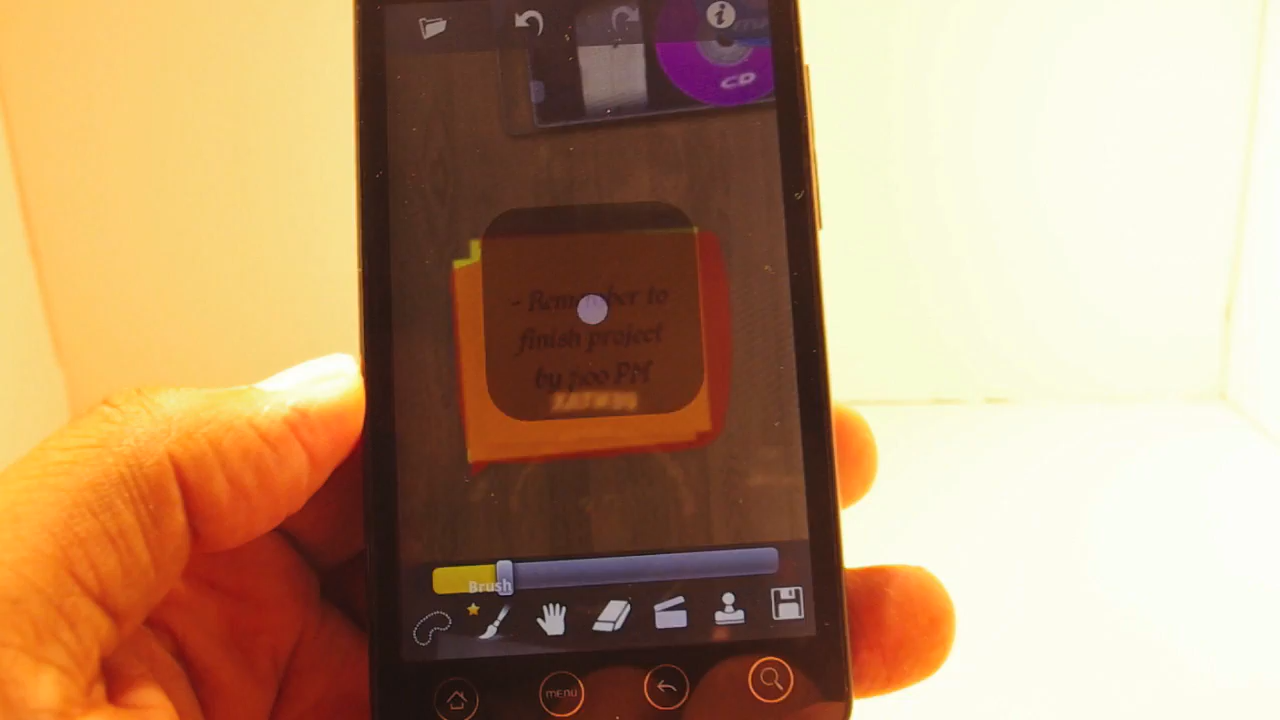 CD
- Remember to
finish project
by 7:00 PM
Brush
MENU